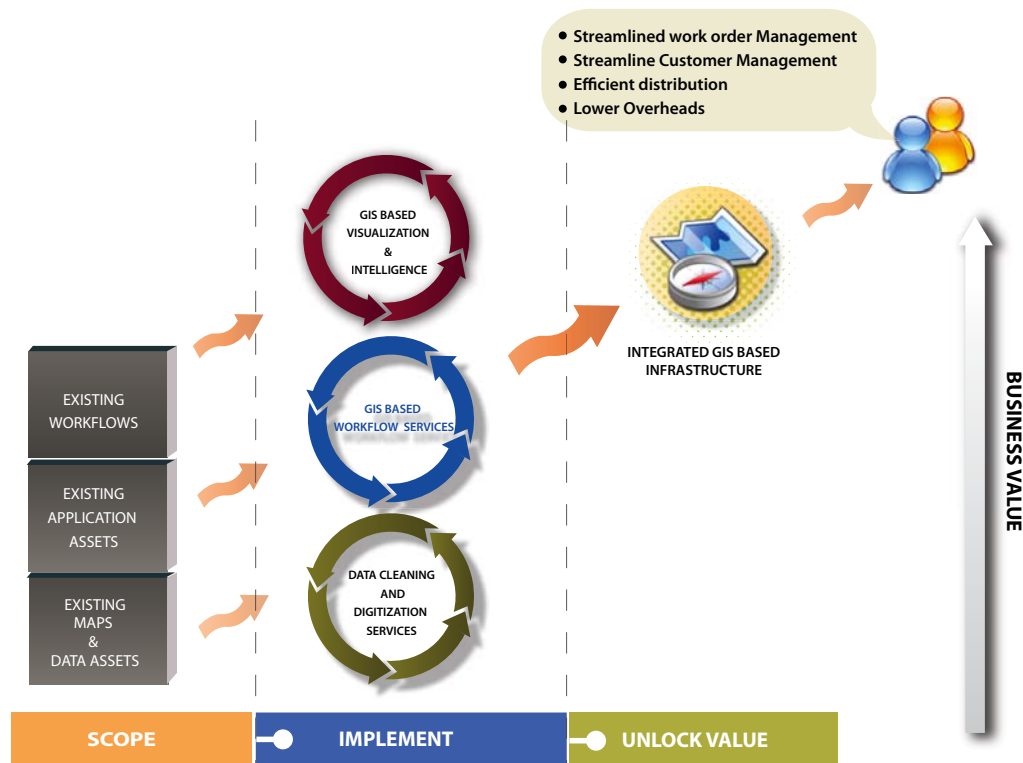 • Streamlined work order Management
• Streamline Customer Management
• Efficient distribution
• Lower Overheads
GIS BASED
VISUALIZATION
&
INTELLIGENCE
EXISTING
WORKFLOWS
GIS BASED
WORKFLOW SERVICES
EXISTING
APPLICATION
ASSETS
DATA CLEANING
AND
DIGITIZATION
SERVICES
EXISTING
MAPS
&
DATA ASSETS
INTEGRATED GIS BASED
INFRASTRUCTURE
BUSINESS VALUE
SCOPE
IMPLEMENT
UNLOCK VALUE